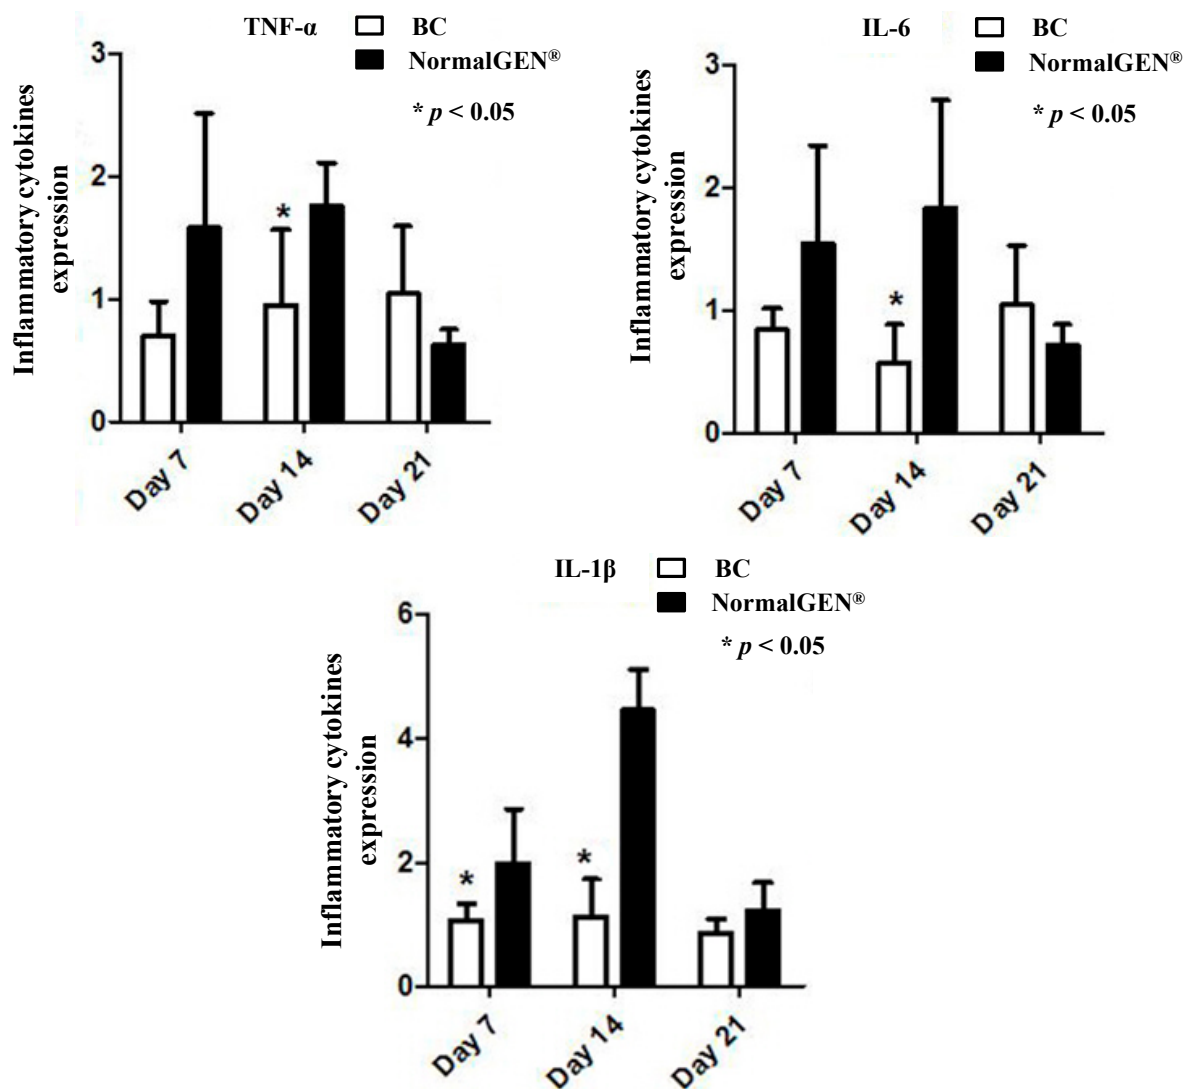 TNF-α
BC
NormalGEN®
* p < 0.05
Inflammatory cytokines
expression
3
2
1
0
*
Day 7
Day 14
Day 21
IL-6
BC
NormalGEN®
* p < 0.05
Inflammatory cytokines
expression
3
2
1
0
*
Day 7
Day 14
Day 21
IL-1β
BC
NormalGEN®
* p < 0.05
Inflammatory cytokines
expression
6
4
2
0
*
*
Day 7
Day 14
Day 21